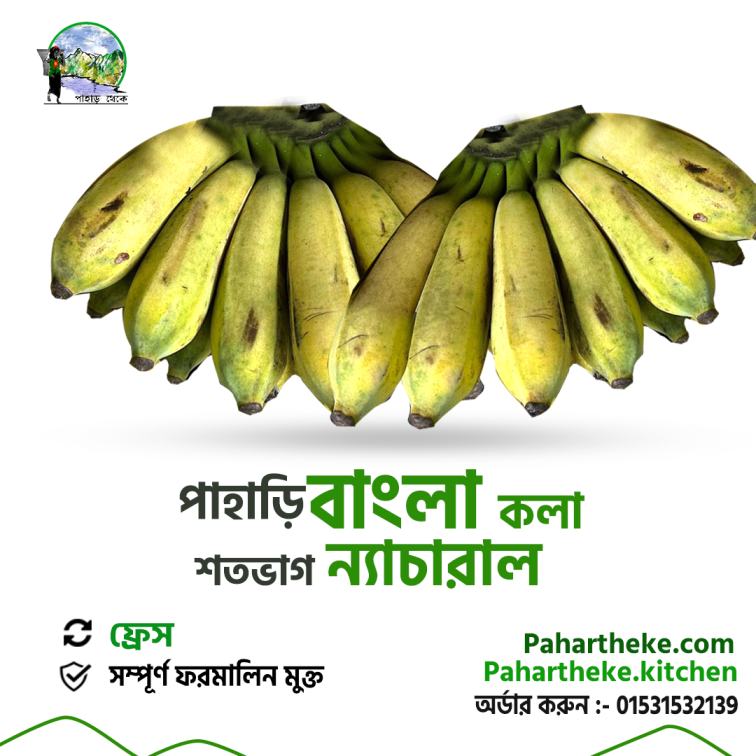 পাহাড় থেকে
পাহাড়ি বাংলা কলা
শতভাগ ন্যাচারাল
ফ্রেস
সম্পূর্ণ ফরমালিন মুক্ত
Pahartheke.com
Pahartheke.kitchen
অর্ডার করুন :- 01531532139